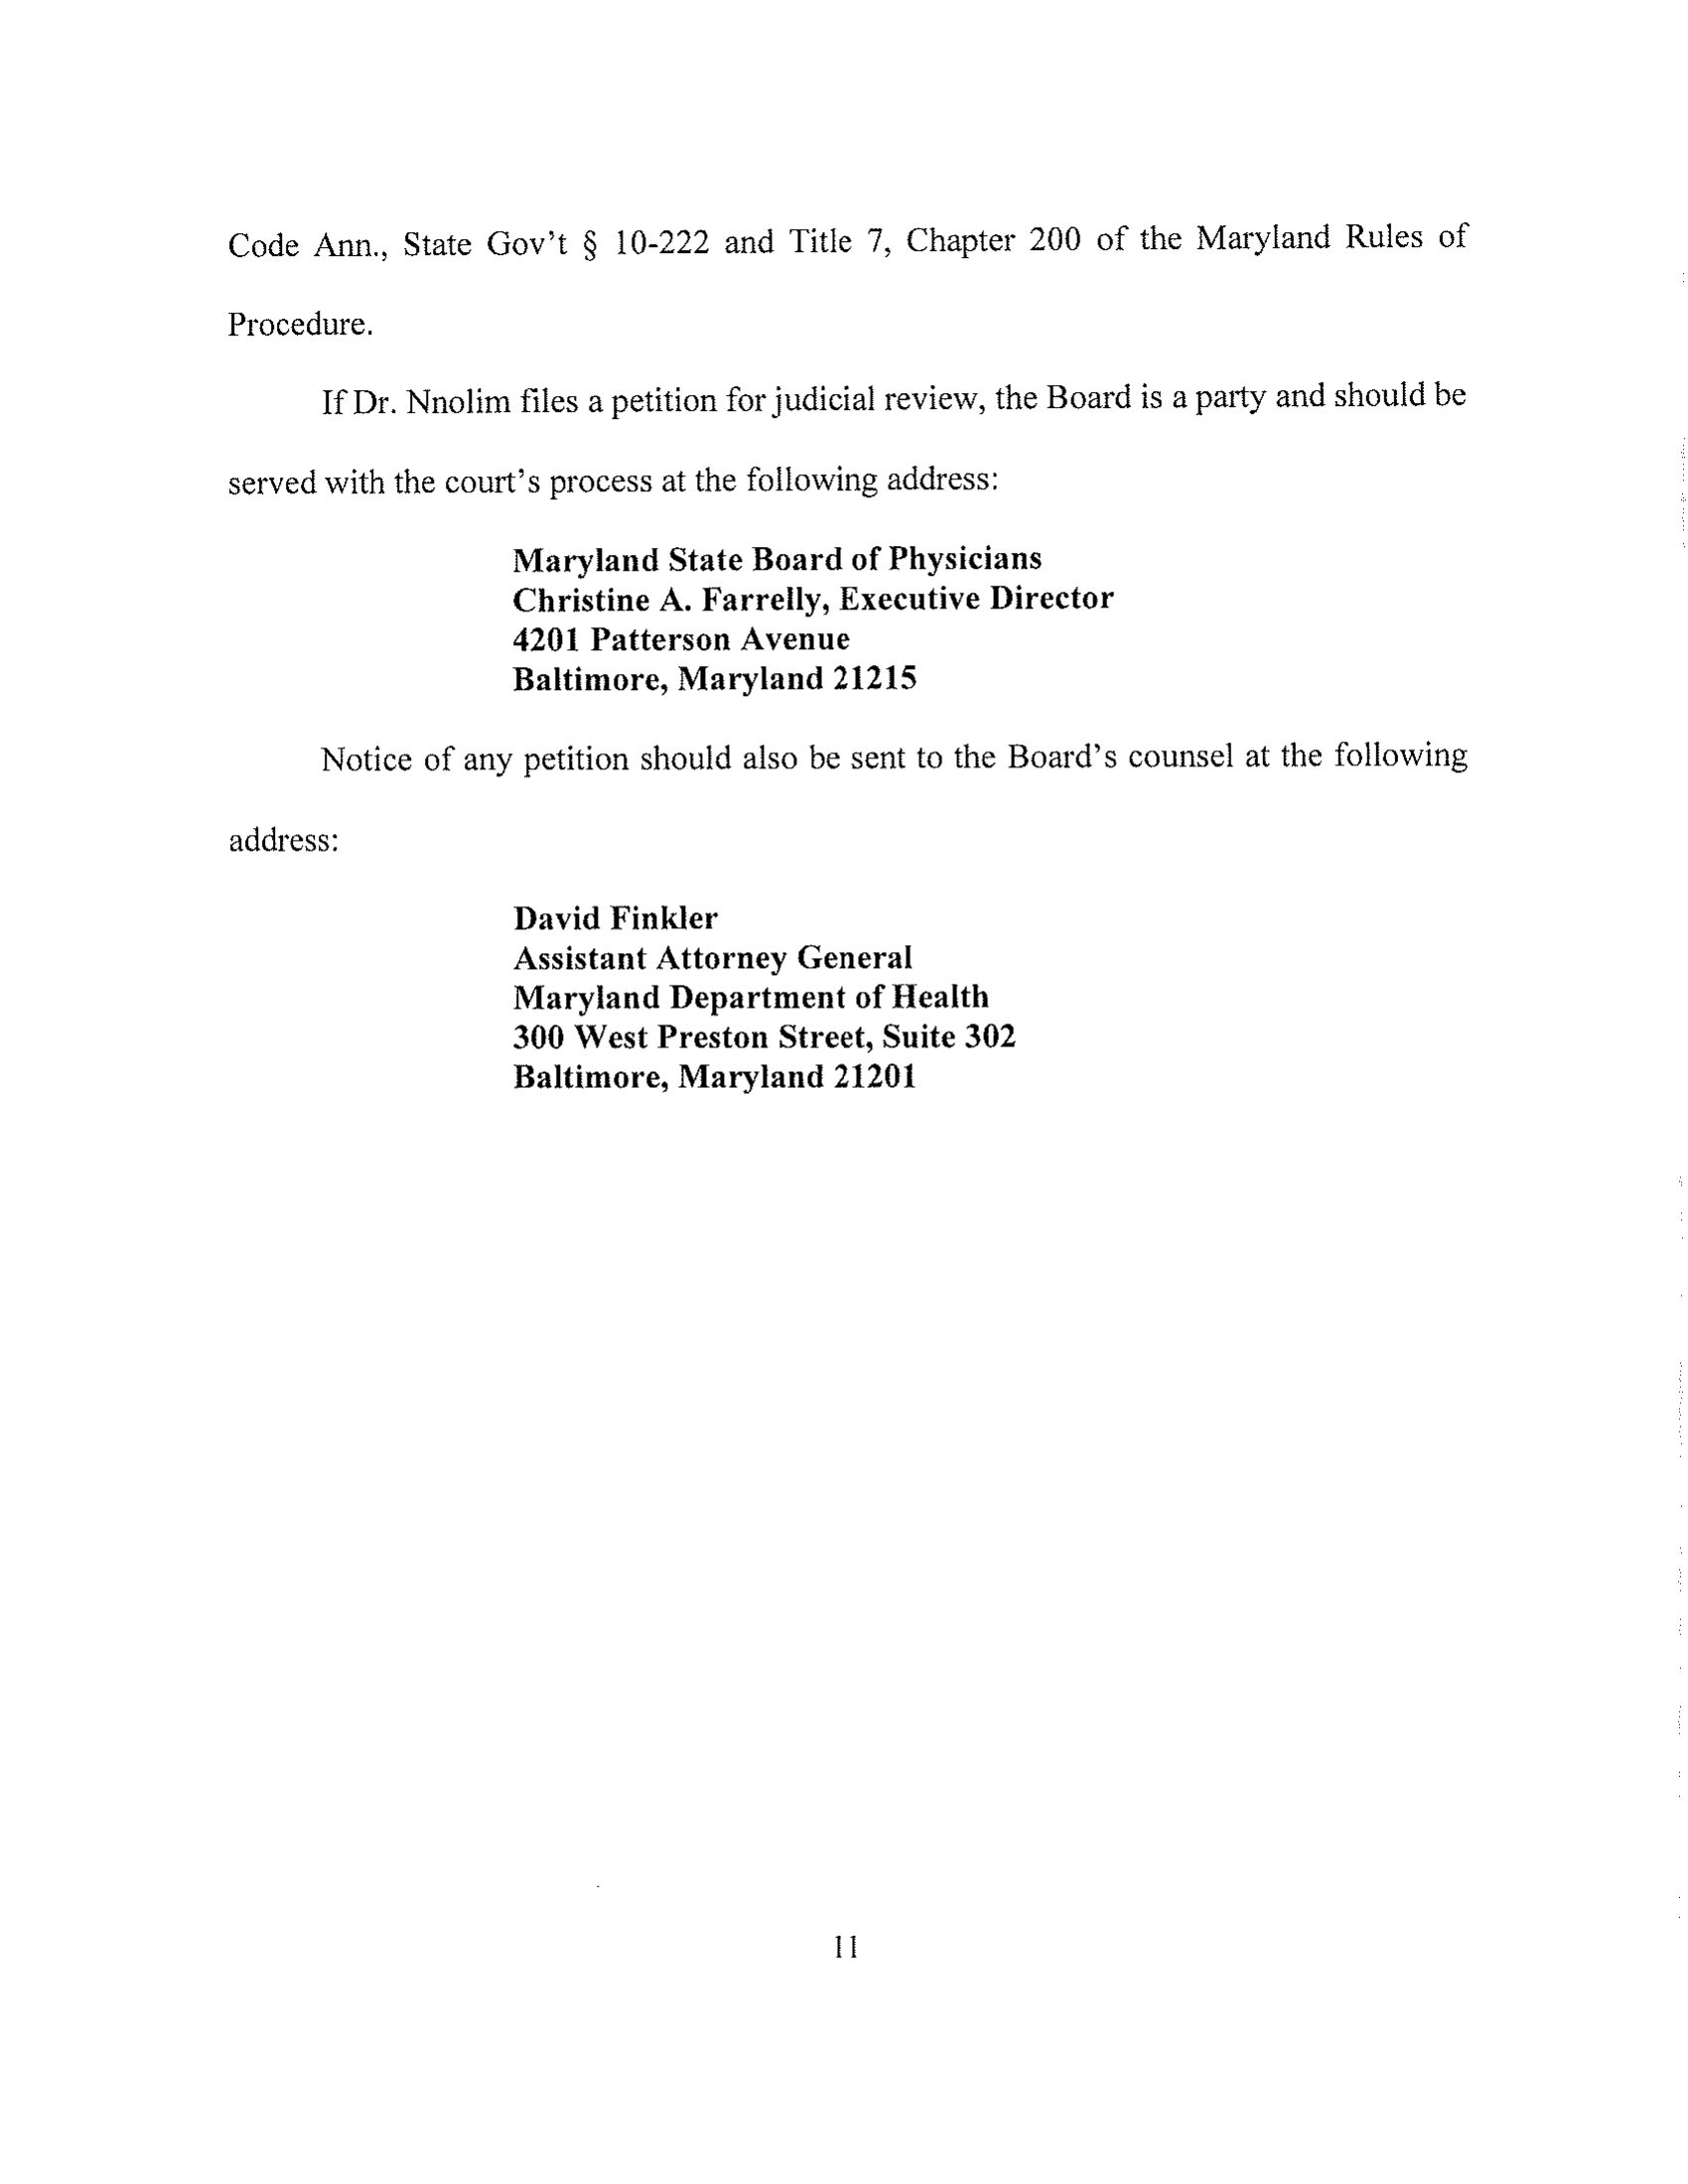 Code Ann., State Gov't § 10-222 and Title 7, Chapter 200 of the Maryland Rules of
Procedure.
If Dr. Nnolim files a petition for judicial review, the Board is a party and should be
served with the court's process at the following address:
Maryland State Board of Physicians
Christine A. Farrelly, Executive Director
4201 Patterson Avenue
Baltimore, Maryland 21215
Notice of any petition should also be sent to the Board's counsel at the following
address:
David Finkler
Assistant Attorney General
Maryland Department of Health
300 West Preston Street, Suite 302
Baltimore, Maryland 21201
11